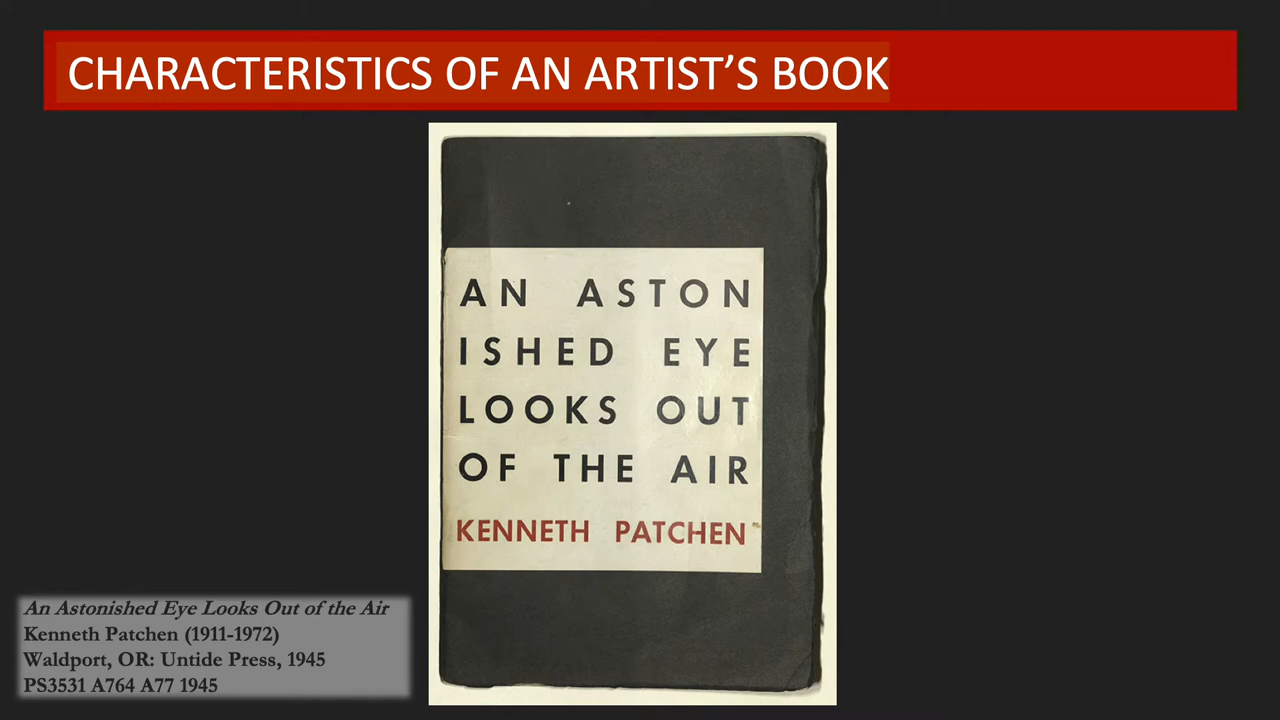 CHARACTERISTICS OF AN ARTIST’S BOOK
AN ASTON
ISHED EYE
LOOKS OUT
OF THE AIR
KENNETH PATCHEN
An Astonished Eye Looks Out of the Air
Kenneth Patchen (1911-1972)
Waldport, OR: Untide Press, 1945
PS3531 A764 A77 1945